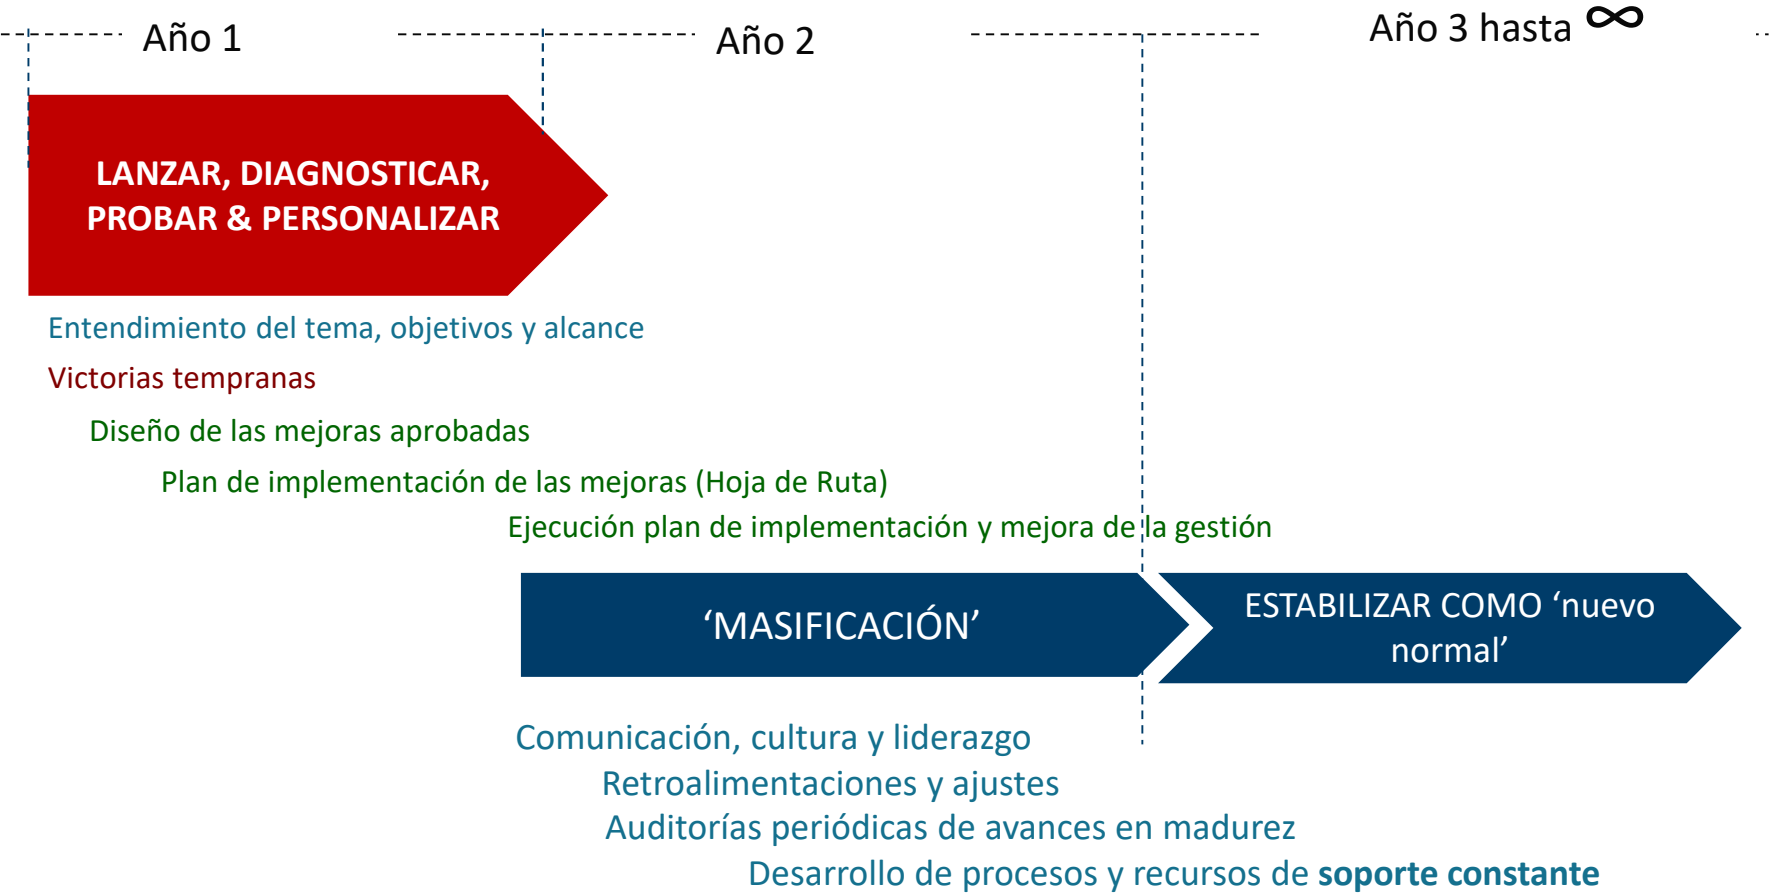 Año 1
Año 2
Año 3 hasta ∞
LANZAR, DIAGNOSTICAR,
PROBAR & PERSONALIZAR
Entendimiento del tema, objetivos y alcance
Victorias tempranas
Diseño de las mejoras aprobadas
Plan de implementación de las mejoras (Hoja de Ruta)
Ejecución plan de implementación y mejora de la gestión
‘MASIFICACIÓN’
ESTABILIZAR COMO ‘nuevo
normal’
Comunicación, cultura y liderazgo
Retroalimentaciones y ajustes
Auditorías periódicas de avances en madurez
Desarrollo de procesos y recursos de soporte constante